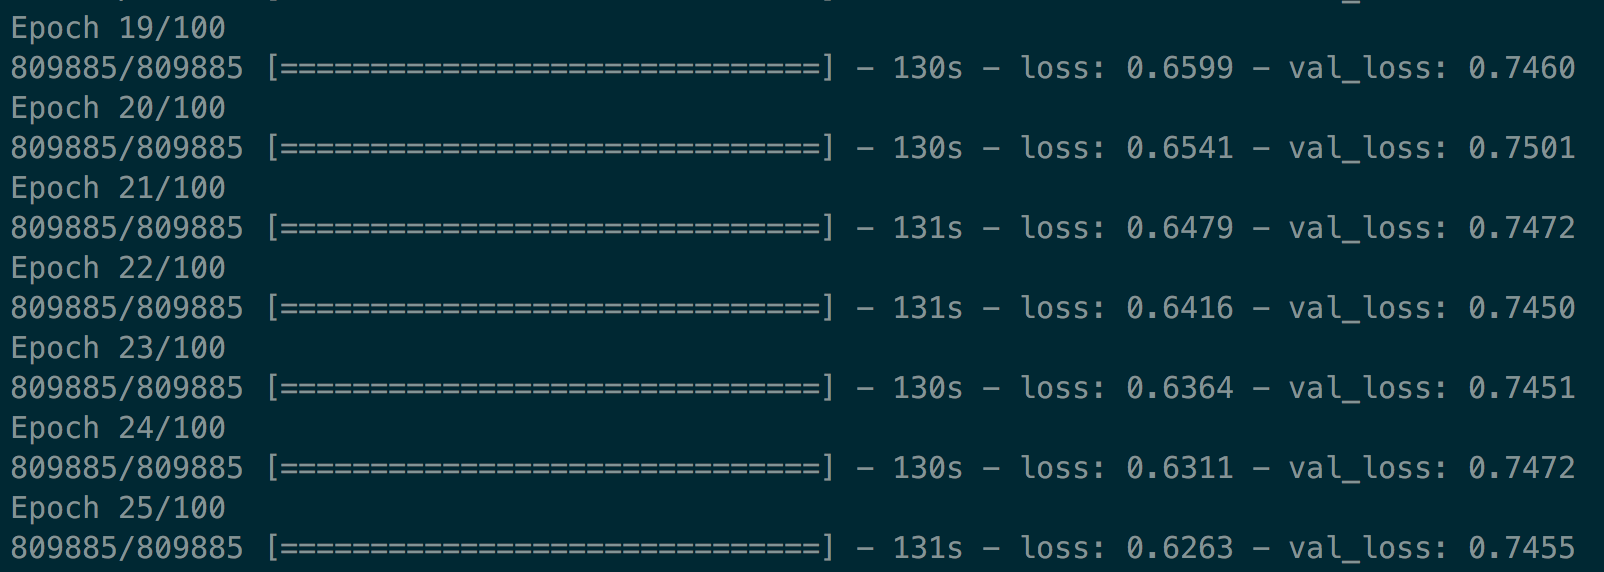 Epoch 19/100
809885/809885 [==============================] - 130s - loss: 0.6599 - val_loss: 0.7460
Epoch 20/100
809885/809885 [==============================] - 130s - loss: 0.6541 - val_loss: 0.7501
Epoch 21/100
809885/809885 [==============================] - 131s - loss: 0.6479 - val_loss: 0.7472
Epoch 22/100
809885/809885 [==============================] - 131s - loss: 0.6416 - val_loss: 0.7450
Epoch 23/100
809885/809885 [==============================] - 130s - loss: 0.6364 - val_loss: 0.7451
Epoch 24/100
809885/809885 [==============================] - 130s - loss: 0.6311 - val_loss: 0.7472
Epoch 25/100
809885/809885 [==============================] - 131s - loss: 0.6263 - val_loss: 0.7455